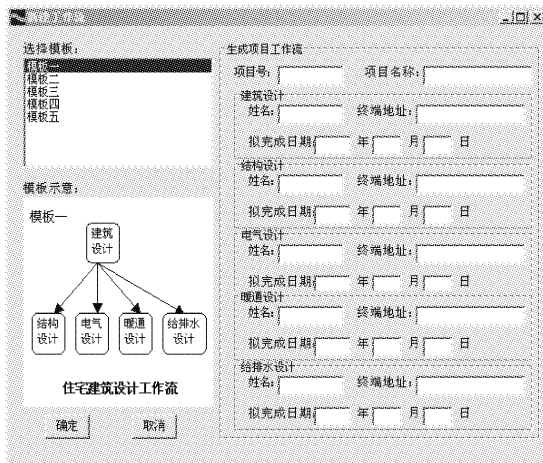 新建工作流
选择模板：
模板一
模板二
模板三
模板四
模板五
模板示意：
模板一
建筑
设计
结构 电气 暖通 给排水
设计 设计 设计 设计
住宅建筑设计工作流
确定 取消
生成项目工作流
项目号： 项目名称：
建筑设计
姓名： 终端地址：
拟完成日期： 年 月 日
结构设计
姓名： 终端地址：
拟完成日期： 年 月 日
电气设计
姓名： 终端地址：
拟完成日期： 年 月 日
暖通设计
姓名： 终端地址：
拟完成日期： 年 月 日
给排水设计
姓名： 终端地址：
拟完成日期： 年 月 日